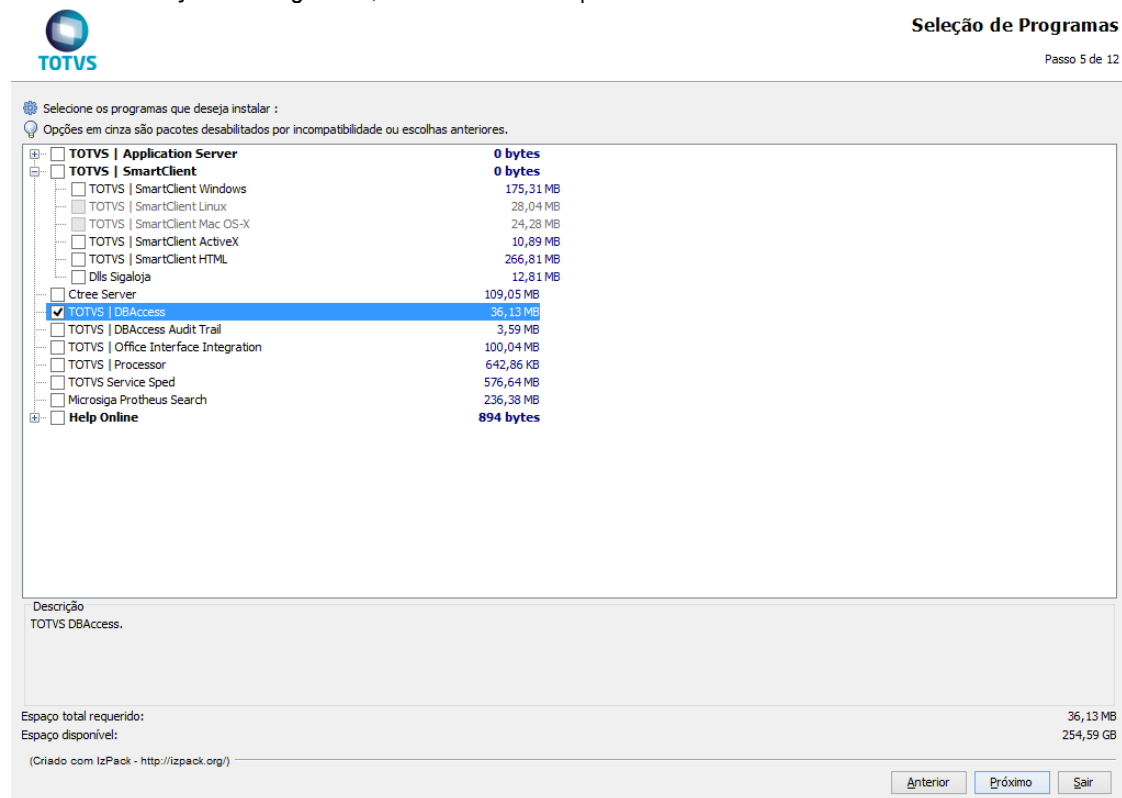 TOTVS
Seleção de Programas
Passo 5 de 12
Selecione os programas que deseja instalar :
Opções em cinza são pacotes desabilitados por incompatibilidade ou escolhas anteriores.
TOTVS | Application Server 0 bytes
TOTVS | SmartClient 0 bytes
TOTVS | SmartClient Windows 175,31 MB
TOTVS | SmartClient Linux 28,04 MB
TOTVS | SmartClient Mac OS-X 24,28 MB
TOTVS | SmartClient ActiveX 10,89 MB
TOTVS | SmartClient HTML 266,81 MB
Dlls Sigaloja 12,81 MB
Ctree Server 109,05 MB
TOTVS | DBAccess 36,13 MB
TOTVS | DBAccess Audit Trail 3,59 MB
TOTVS | Office Interface Integration 100,04 MB
TOTVS | Processor 642,86 KB
TOTVS Service Sped 576,64 MB
Microsiga Protheus Search 236,38 MB
Help Online 894 bytes
Descrição
TOTVS DBAccess.
Espaço total requerido: 36,13 MB
Espaço disponível: 254,59 GB
(Criado com IzPack - http://izpack.org/)
Anterior Próximo Sair